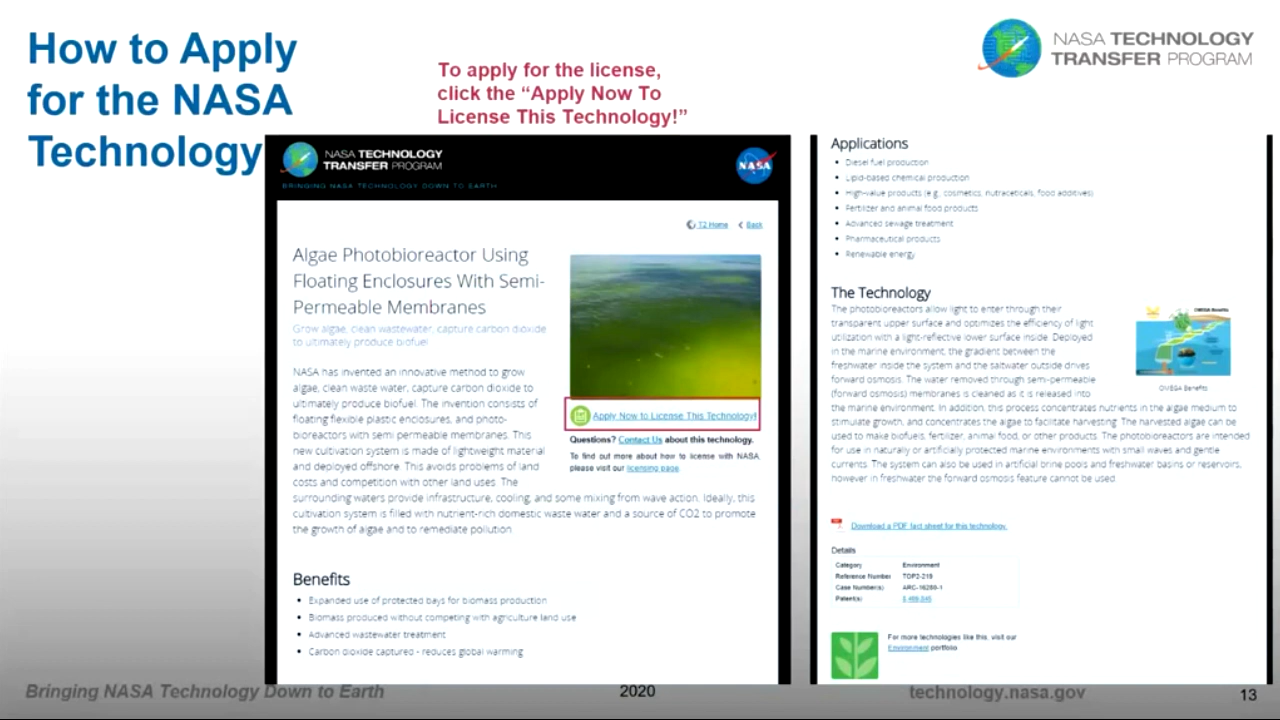 How to Apply
for the NASA
Technology
To apply for the license,
click the “Apply Now To
License This Technology!”
NASA TECHNOLOGY
TRANSFER PROGRAM
NASA TECHNOLOGY
TRANSFER PROGRAM
BRINGING NASA TECHNOLOGY DOWN TO EARTH
NASA
T2 Home
Back
Algae Photobioreactor Using
Floating Enclosures With Semi-
Permeable Membranes
Grow algae, clean wastewater, capture carbon dioxide
to ultimately produce biofuel
NASA has invented an innovative method to grow
algae, clean waste water, capture carbon dioxide to
ultimately produce biofuel. The invention consists of
floating flexible plastic enclosures, and photo-
bioreactors with semi permeable membranes. This
new cultivation system is made of lightweight material
and deployed offshore. This avoids problems of land
costs and competition with other land uses. The
surrounding waters provide infrastructure, cooling, and some mixing from wave action. Ideally, this
cultivation system is filled with nutrient-rich domestic waste water and a source of CO2 to promote
the growth of algae and to remediate pollution.
Apply Now to License This Technology!
Questions? Contact Us about this technology.
To find out more about how to license with NASA
please visit our licensing page.
Benefits
Expanded use of protected bays for biomass production
Biomass produced without competing with agriculture land use
Advanced wastewater treatment
Carbon dioxide captured - reduces global warming
Applications
Diesel fuel production
Lipid-based chemical production
High-value products (e.g., cosmetics, nutraceticals, food additives)
Fertilizer and animal food products
Advanced sewage treatment
Pharmaceutical products
Renewable energy
The Technology
The photobioreactors allow light to enter through their
transparent upper surface and optimizes the efficiency of light
utilization with a light-reflective lower surface inside. Deployed
in the marine environment, the gradient between the
freshwater inside the system and the saltwater outside drives
forward osmosis. The water removed through semi-permeable
(forward osmosis) membranes is cleaned as it is released into
the marine environment. In addition, this process concentrates nutrients in the algae medium to
stimulate growth, and concentrates the algae to facilitate harvesting. The harvested algae can be
used to make biofuels, fertilizer, animal food, or other products. The photobioreactors are intended
for use in naturally or artificially protected marine environments with small waves and gentle
currents. The system can also be used in artificial brine pools and freshwater basins or reservoirs,
however in freshwater the forward osmosis feature cannot be used.
OMEGA Benefits
OMEGA Benefits
PDF
Download a PDF fact sheet for this technology.
Details
Category Environment
Reference Number TOP2-219
Case Number(s) ARC-16280-1
Patent(s)
For more technologies like this, visit our
Environment portfolio
Bringing NASA Technology Down to Earth
2020
technology.nasa.gov
13